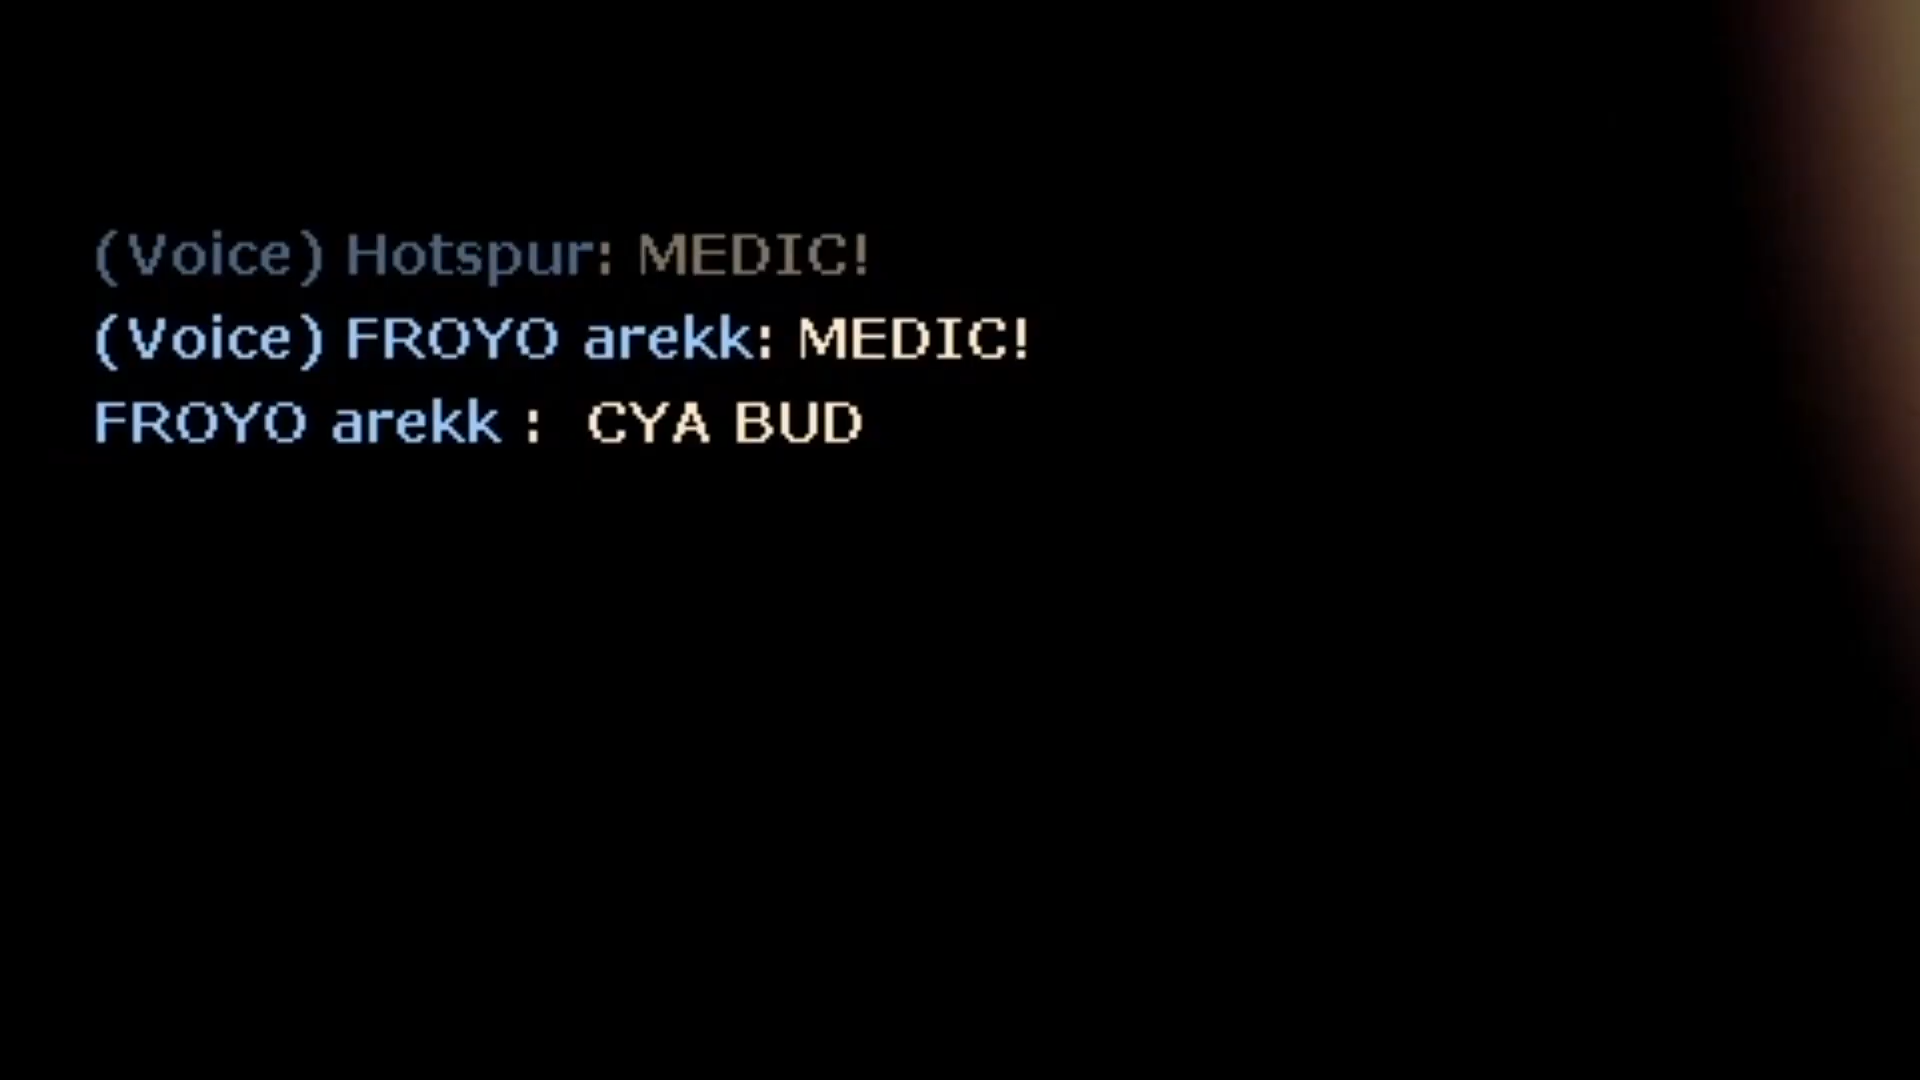 (Voice) Hotspur: MEDIC!
(Voice) FROYO arekk: MEDIC!
FROYO arekk :  CYA BUD